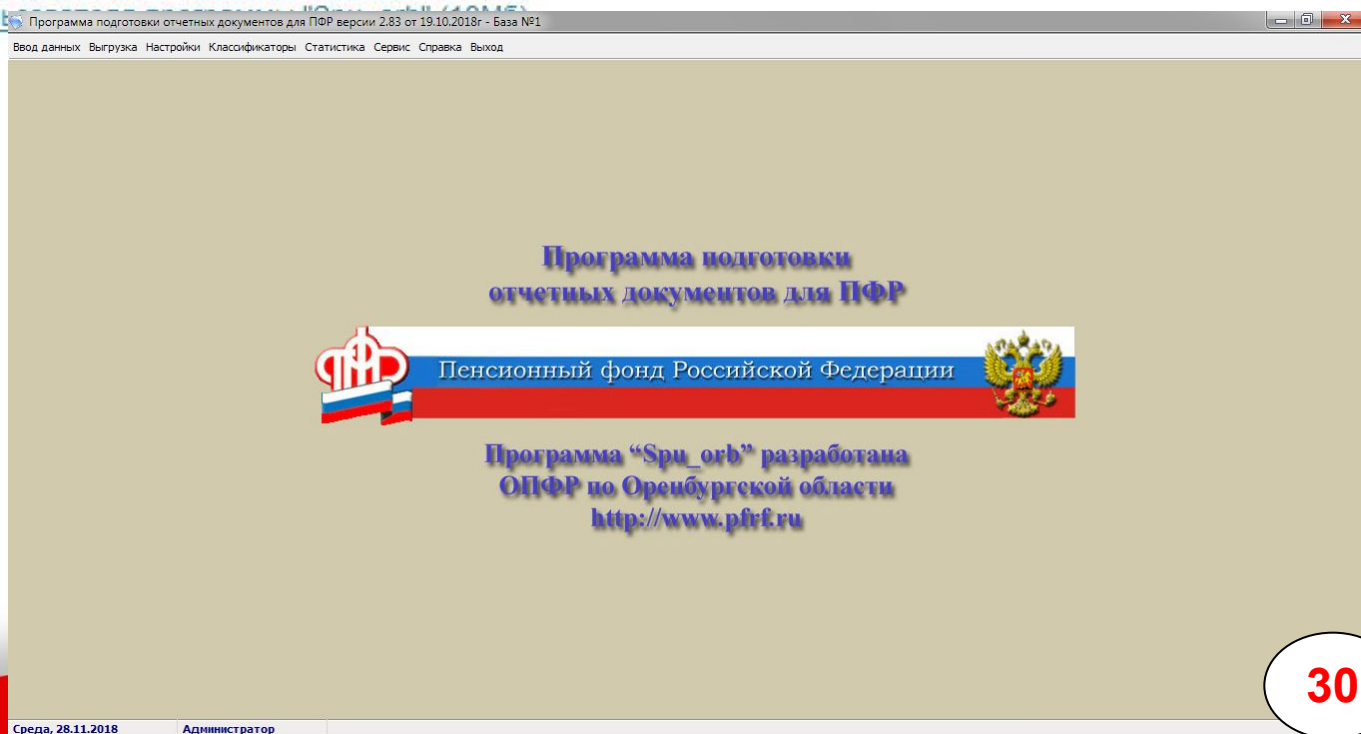 Программа подготовки отчетных документов для ПФР версии 2.83 от 19.10.2018г - База №1
Ввод данных Выгрузка Настройки Классификаторы Статистика Сервис Справка Выход
Программа подготовки
отчетных документов для ПФР
ПФР
Пенсионный фонд Российской Федерации
Программа “Spu_orb” разработана
ОПФР по Оренбургской области
http://www.pfrf.ru
30
Среда, 28.11.2018 Администратор